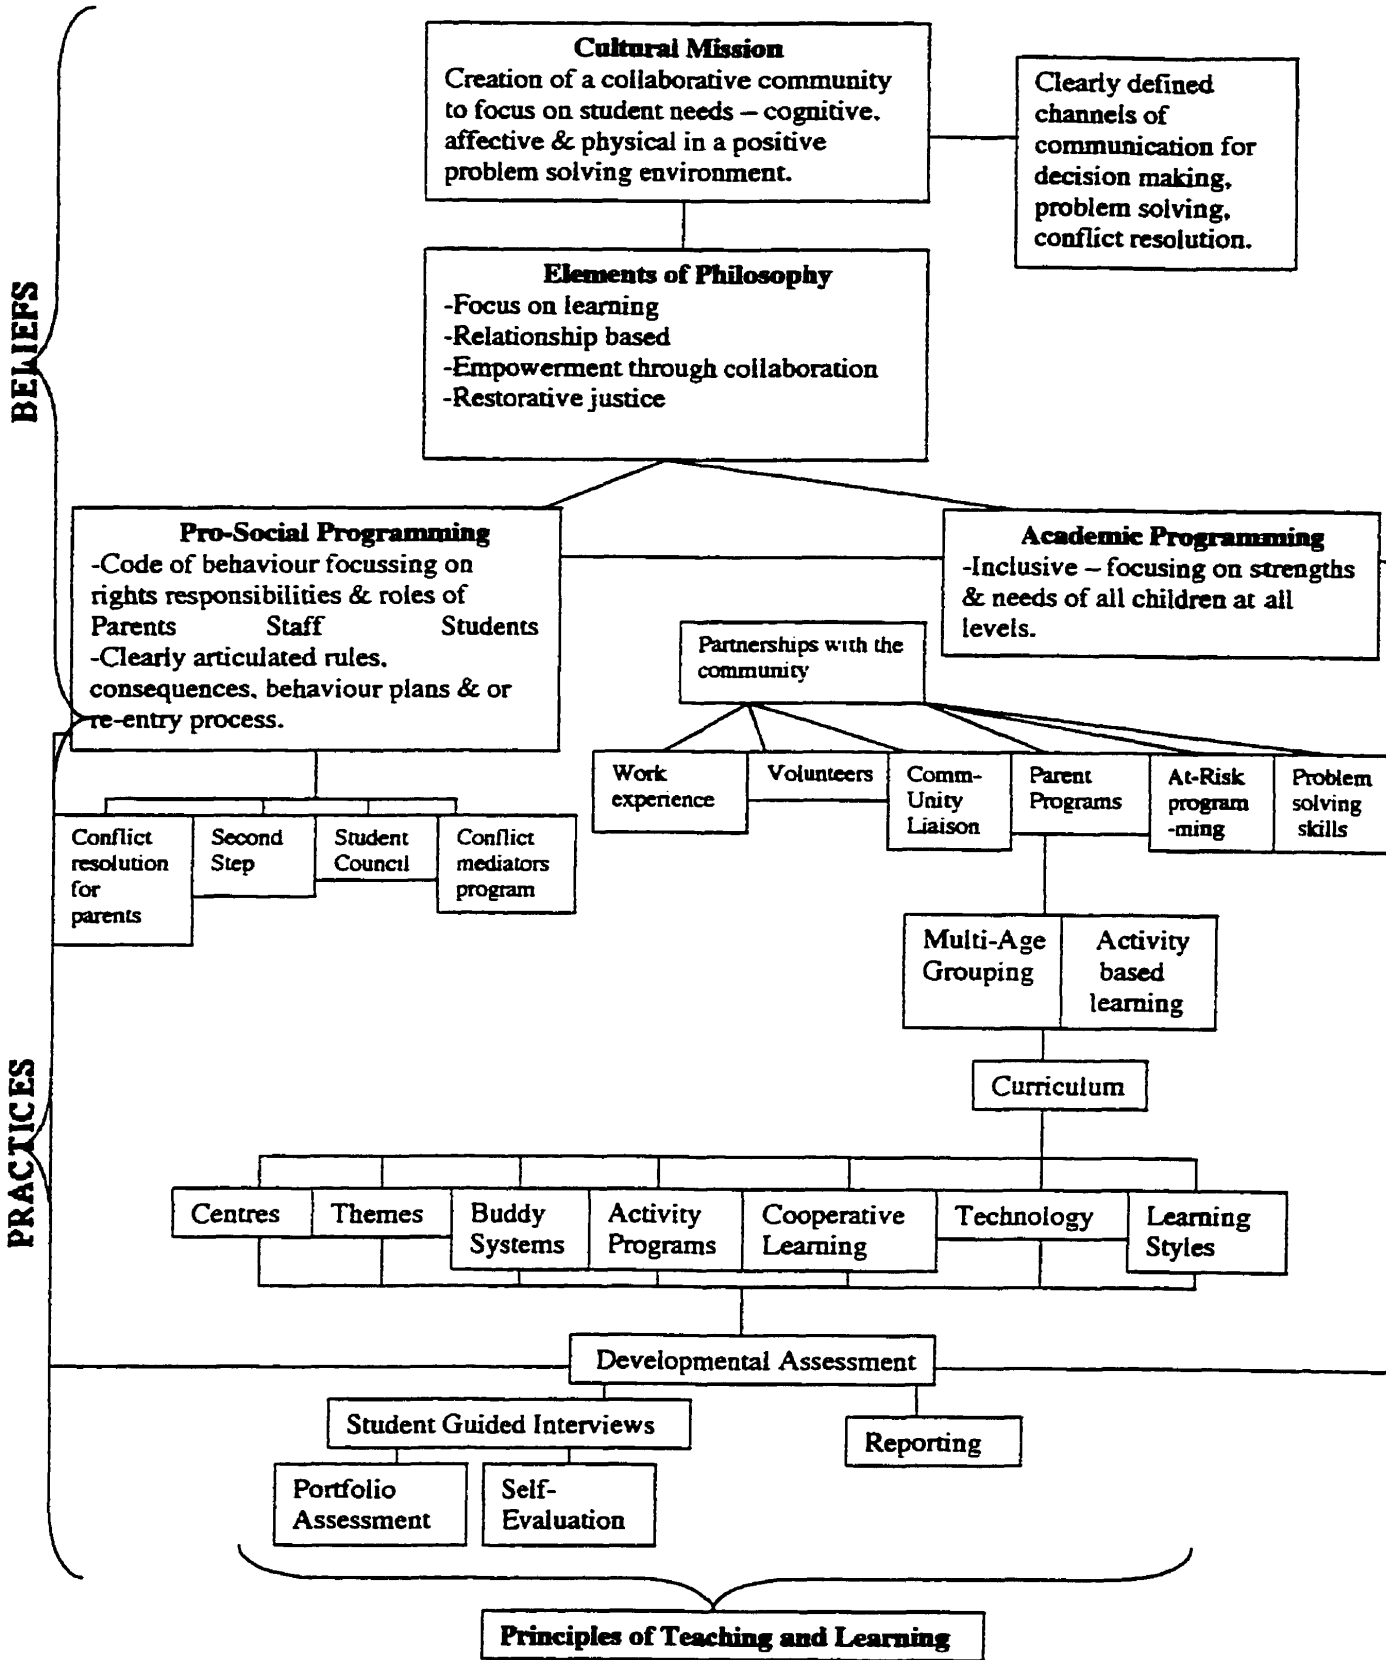 Cultural Mission
Creation of a collaborative community
to focus on student needs – cognitive,
affective & physical in a positive
problem solving environment.
Clearly defined
channels of
communication for
decision making,
problem solving,
conflict resolution.
BELIEFS
Elements of Philosophy
-Focus on learning
-Relationship based
-Empowerment through collaboration
-Restorative justice
Pro-Social Programming
-Code of behaviour focussing on
rights responsibilities & roles of
Parents Staff Students
-Clearly articulated rules,
consequences, behaviour plans & or
re-entry process.
Academic Programming
-Inclusive – focusing on strengths
& needs of all children at all
levels.
Partnerships with the
community
Work
experience
Volunteers
Comm-
Unity
Liaison
Parent
Programs
At-Risk
program
-ming
Problem
solving
skills
Conflict
resolution
for
parents
Second
Step
Student
Council
Conflict
mediators
program
Multi-Age
Grouping
Activity
based
learning
PRACTICES
Curriculum
Centres
Themes
Buddy
Systems
Activity
Programs
Cooperative
Learning
Technology
Learning
Styles
Developmental Assessment
Student Guided Interviews
Reporting
Portfolio
Assessment
Self-
Evaluation
Principles of Teaching and Learning